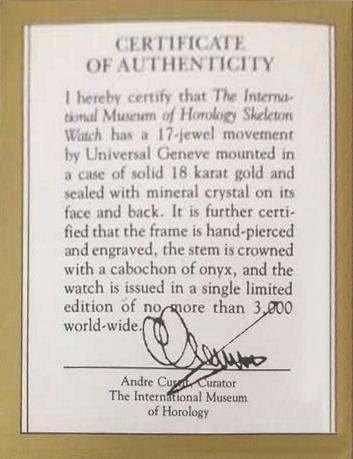 CERTIFICATE
OF AUTHENTICITY
I hereby certify that The Interna-
tional Museum of Horology Skeleton
Watch has a 17-jewel movement
by Universal Geneve mounted in
a case of solid 18 karat gold and
sealed with mineral crystal on its
face and back. It is further certi-
fied that the frame is hand-pierced
and engraved, the stem is crowned
with a cabochon of onyx, and the
watch is issued in a single limited
edition of no more than 3,000
world-wide.
Andre Curtit, Curator
The International Museum
of Horology